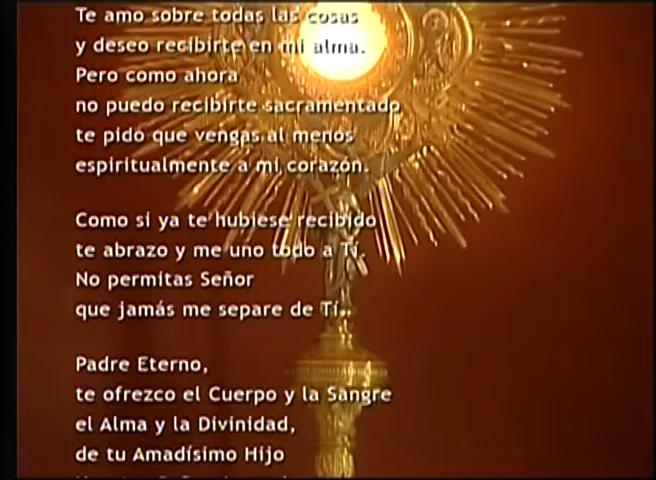 Te amo sobre todas las cosas
y deseo recibirte en mi alma.
Pero como ahora
no puedo recibirte sacramentado
te pido que vengas al menos
espiritualmente a mi corazón.
Como si ya te hubiese recibido
te abrazo y me uno todo a Tí.
No permitas Señor
que jamás me separe de Tí..
Padre Eterno,
te ofrezco el Cuerpo y la Sangre
el Alma y la Divinidad,
de tu Amadísimo Hijo